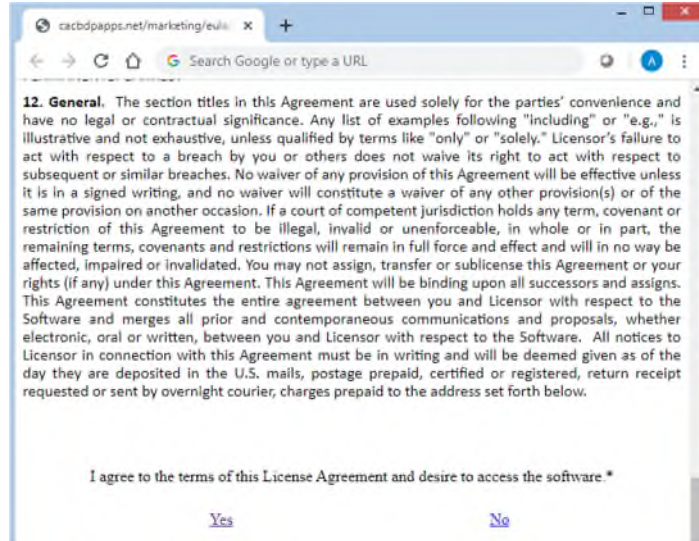 cacbdpapps.net/marketing/eula
Search Google or type a URL
A
12. General. The section titles in this Agreement are used solely for the parties' convenience and
have no legal or contractual significance. Any list of examples following "including" or "e.g.," is
illustrative and not exhaustive, unless qualified by terms like "only" or "solely." Licensor's failure to
act with respect to a breach by you or others does not waive its right to act with respect to
subsequent or similar breaches. No waiver of any provision of this Agreement will be effective unless
it is in a signed writing, and no waiver will constitute a waiver of any other provision(s) or of the
same provision on another occasion. If a court of competent jurisdiction holds any term, covenant or
restriction of this Agreement to be illegal, invalid or unenforceable, in whole or in part, the
remaining terms, covenants and restrictions will remain in full force and effect and will in no way be
affected, impaired or invalidated. You may not assign, transfer or sublicense this Agreement or your
rights (if any) under this Agreement. This Agreement will be binding upon all successors and assigns.
This Agreement constitutes the entire agreement between you and Licensor with respect to the
Software and merges all prior and contemporaneous communications and proposals, whether
electronic, oral or written, between you and Licensor with respect to the Software. All notices to
Licensor in connection with this Agreement must be in writing and will be deemed given as of the
day they are deposited in the U.S. mails, postage prepaid, certified or registered, return receipt
requested or sent by overnight courier, charges prepaid to the address set forth below.
I agree to the terms of this License Agreement and desire to access the software.*
Yes No